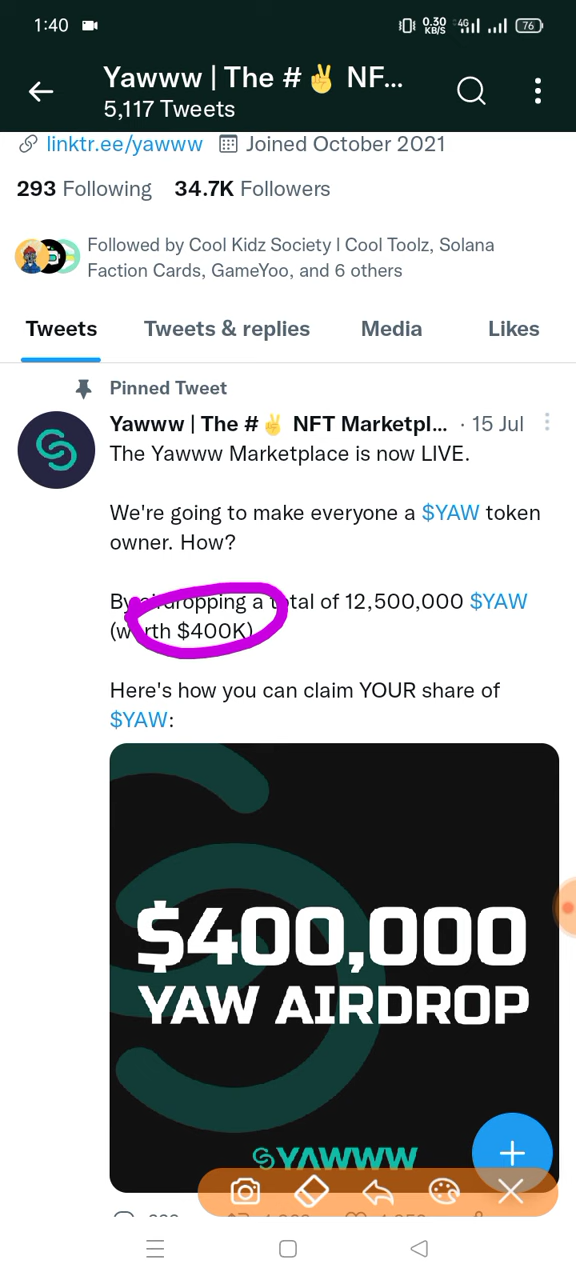 1:40
0.30
KB/S
4G
76
Yawww | The #✌ NF...
5,117 Tweets
linktr.ee/yawww Joined October 2021
293 Following 34.7K Followers
Followed by Cool Kidz Society l Cool Toolz, Solana
Faction Cards, GameYoo, and 6 others
Tweets Tweets & replies Media Likes
Pinned Tweet
Yawww | The #✌ NFT Marketpl... · 15 Jul
The Yawww Marketplace is now LIVE.
We're going to make everyone a $YAW token
owner. How?
By airdropping a total of 12,500,000 $YAW
(worth $400K)
Here's how you can claim YOUR share of
$YAW:
$400,000
YAW AIRDROP
YAWWW